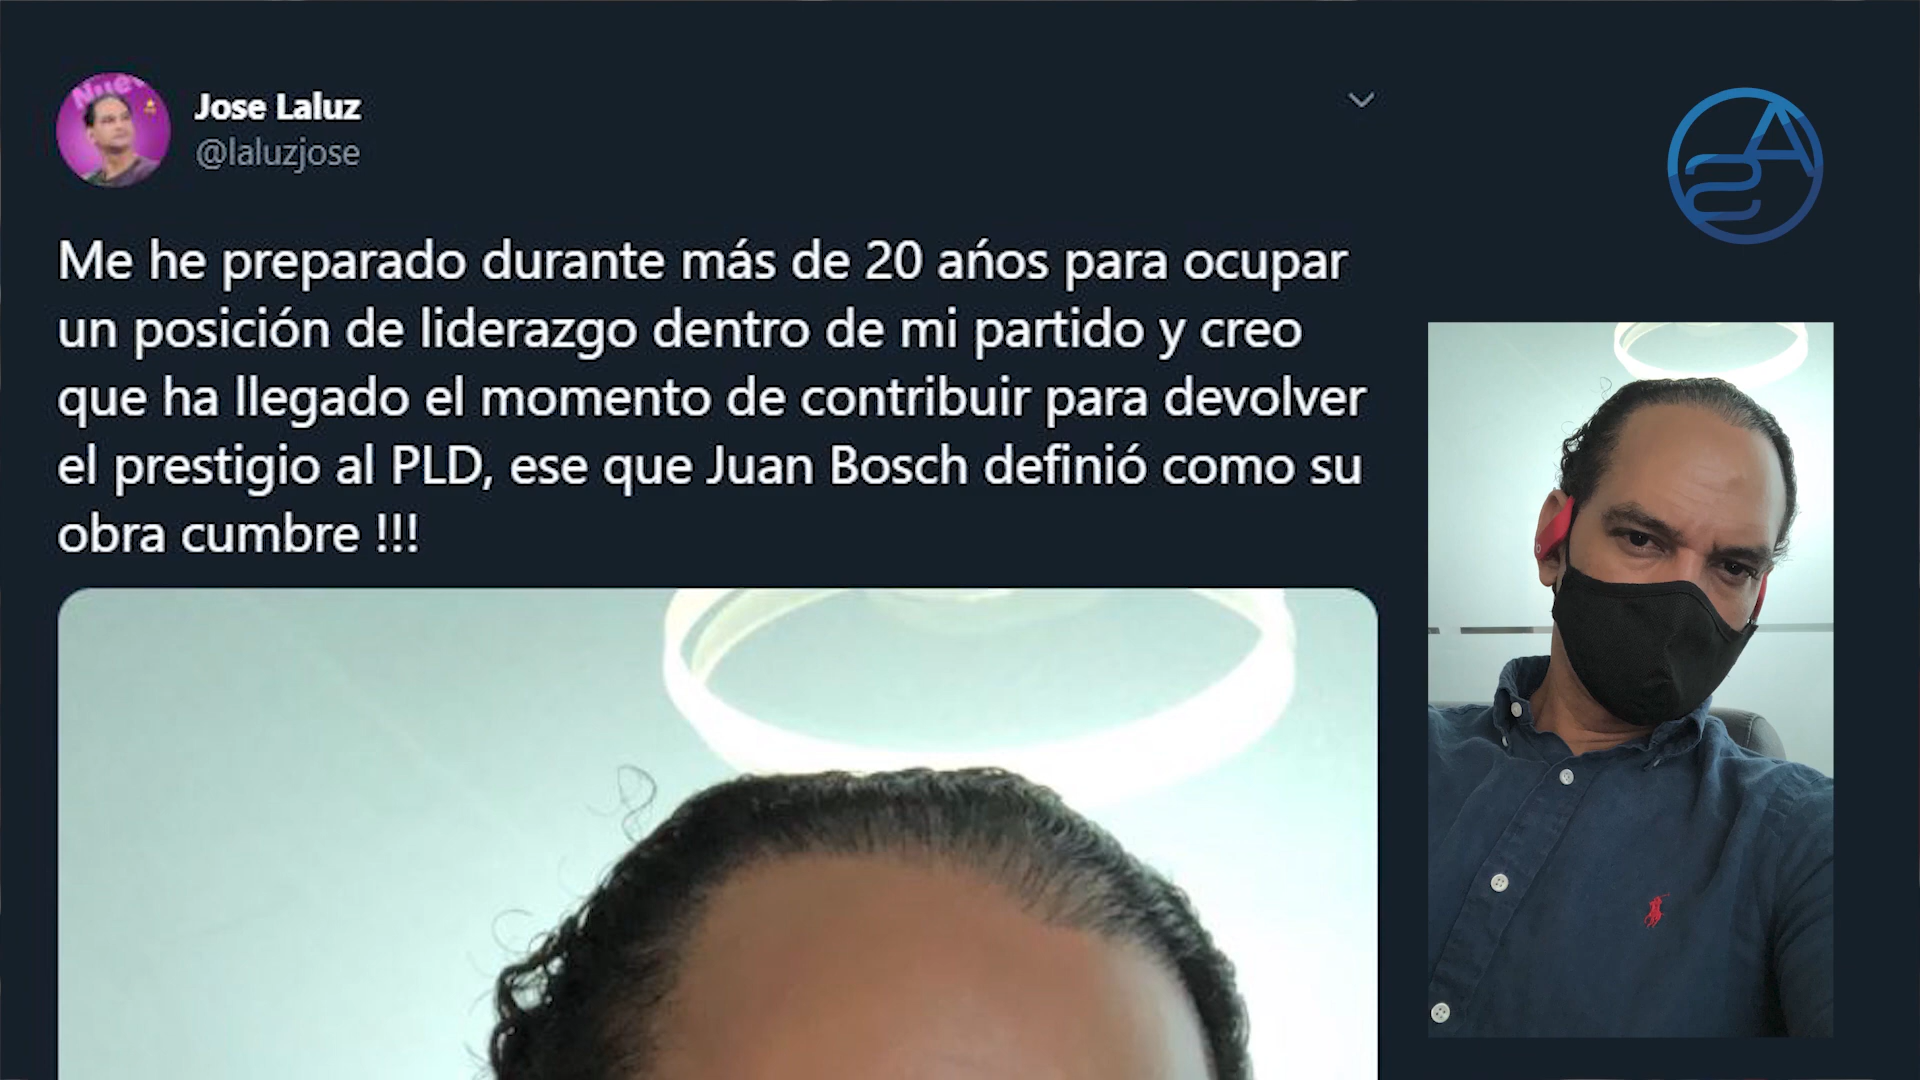 Jose Laluz
@laluzjose
Me he preparado durante más de 20 ańos para ocupar
un posición de liderazgo dentro de mi partido y creo
que ha llegado el momento de contribuir para devolver
el prestigio al PLD, ese que Juan Bosch definió como su
obra cumbre !!!